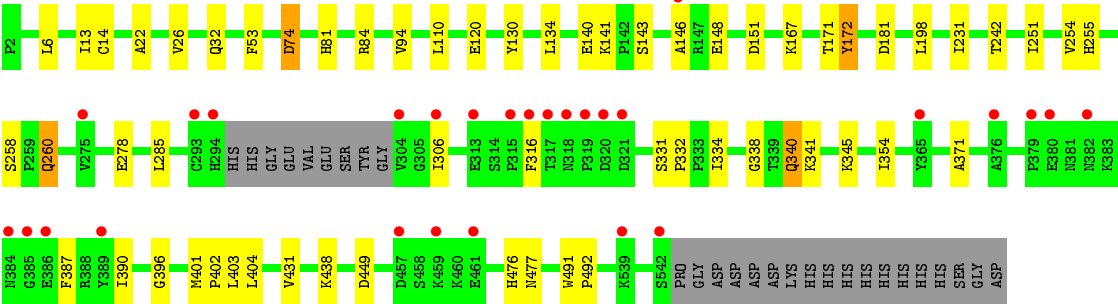 P2 L6 I13 C14 A22 V26 Q32 F53 D74 H81 R84 V94 L110 E120 Y130 L134 E140 K141 P142 S143 A146 R147 E148 D151 K167 T171 Y172 D181 L198 I231 T242 I251 V254 H255
S258 P259 Q260 V275 E278 L285 C293 H294 HIS HIS GLY GLU VAL GLU SER TYR GLY V304 G305 I306 E313 S314 P315 F316 T317 N318 P319 D320 D321 S331 P332 P333 I334 G338 T339 Q340 K341 K345 I354 Y365 A371 A376 P379 E380 N381 N382 K383
N384 G385 E386 F387 R388 Y389 I390 G396 M401 P402 L403 L404 V431 K438 D449 D457 S458 K459 K460 E461 H476 N477 W491 P492 K539 S542 PRO GLY ASP ASP ASP ASP LYS HIS HIS HIS HIS HIS HIS HIS HIS SER GLY ASP